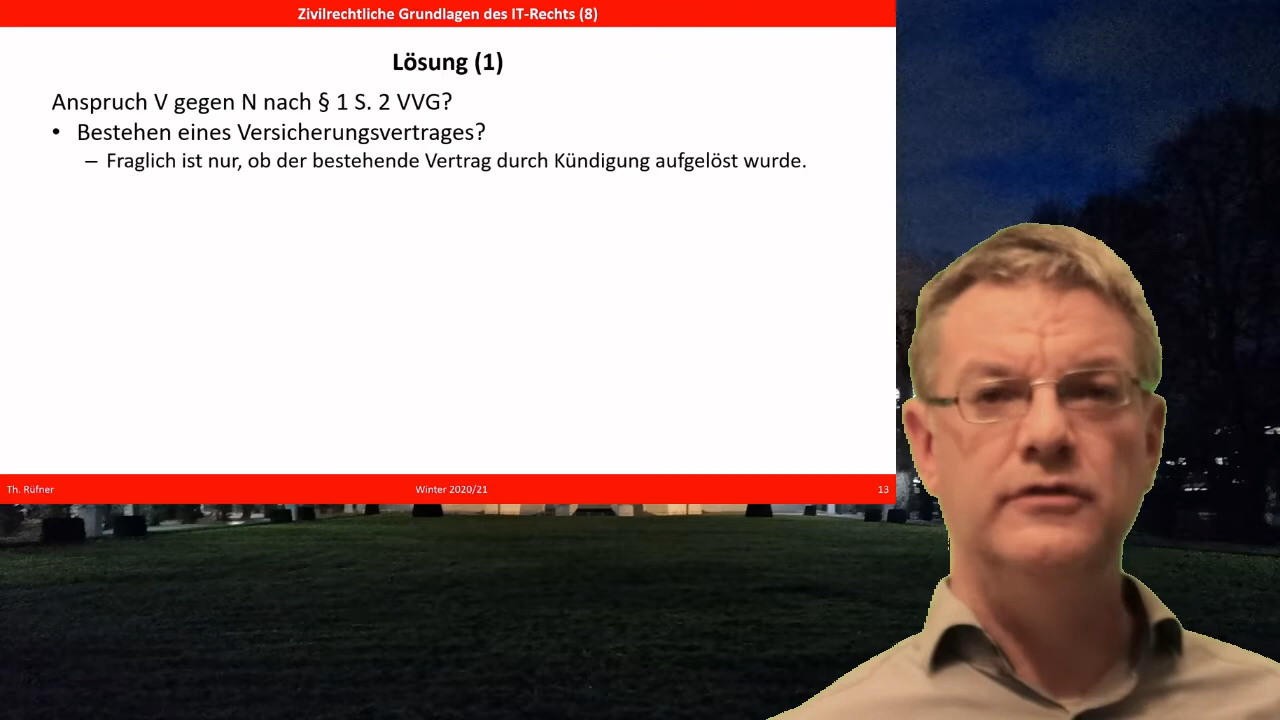 Zivilrechtliche Grundlagen des IT-Rechts (8)
Lösung (1)
Anspruch V gegen N nach § 1 S. 2 VVG?
• Bestehen eines Versicherungsvertrages?
– Fraglich ist nur, ob der bestehende Vertrag durch Kündigung aufgelöst wurde.
Th. Rüfner Winter 2020/21 13